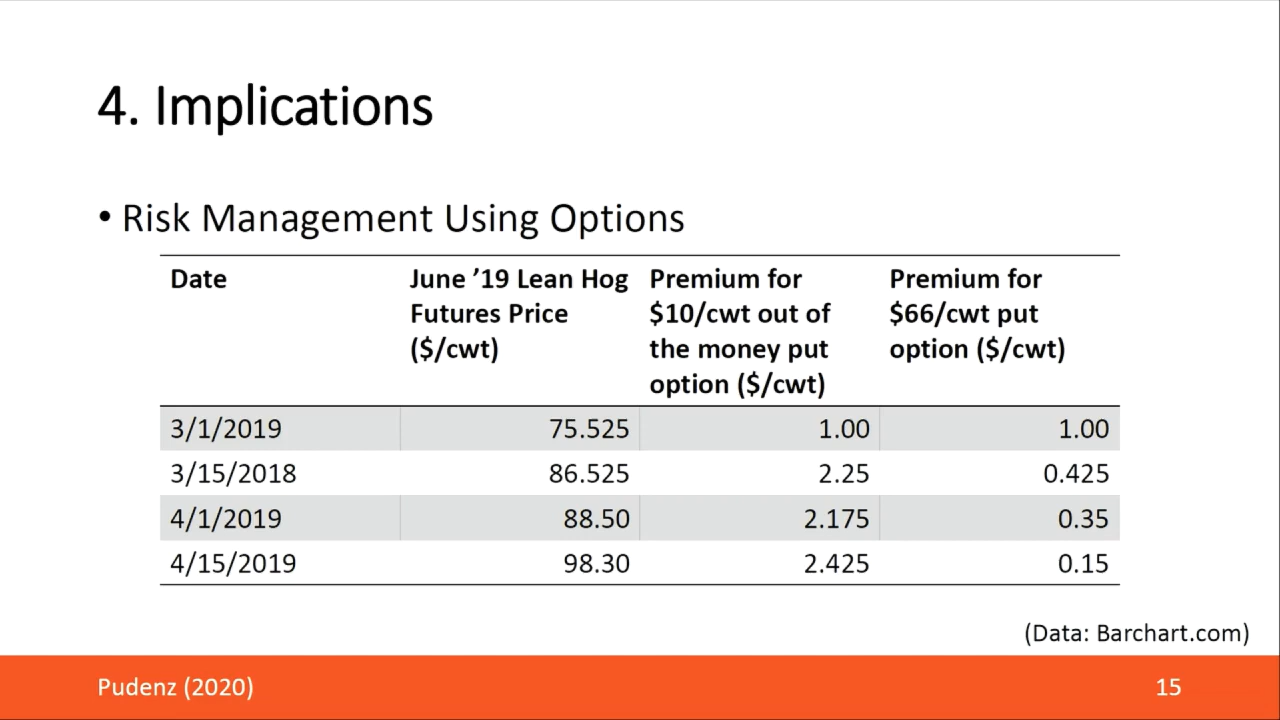 4. Implications
• Risk Management Using Options
Date June ’19 Lean Hog Futures Price ($/cwt) Premium for $10/cwt out of the money put option ($/cwt) Premium for $66/cwt put option ($/cwt)
3/1/2019 75.525 1.00 1.00
3/15/2018 86.525 2.25 0.425
4/1/2019 88.50 2.175 0.35
4/15/2019 98.30 2.425 0.15
(Data: Barchart.com)
Pudenz (2020) 15